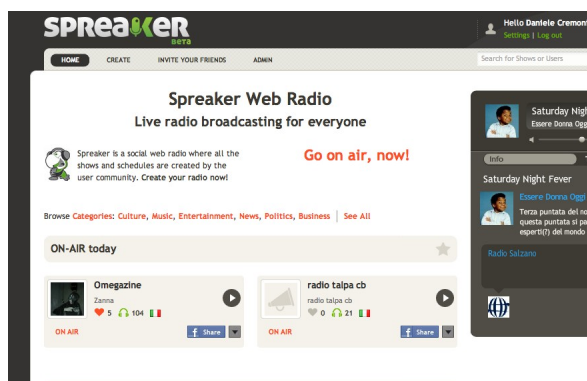 SPREAKER
BETA
Hello Daniele Cremon
Settings | Log out
HOME
CREATE
INVITE YOUR FRIENDS
ADMIN
Search for Shows or Users
Spreaker Web Radio
Live radio broadcasting for everyone
Spreaker is a social web radio where all the
shows and schedules are created by the
user community. Create your radio now!
Go on air, now!
Browse Categories: Culture, Music, Entertainment, News, Politics, Business | See All
ON-AIR today
Omegazine
Zanna
5 104
ON AIR
f Share
radio talpa cb
radio talpa cb
0 21
ON AIR
f Share
Saturday Nigh
Essere Donna Ogg
Info
Saturday Night Fever
Essere Donna Oggi
Terza puntata del no
questa puntata si pa
esperti(?) del mondo
Radio Salzano